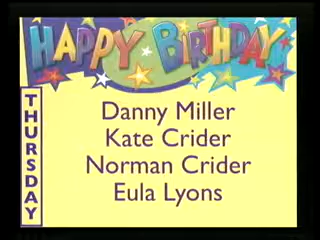 HAPPY BIRTHDAY
THURSDAY
Danny Miller
Kate Crider
Norman Crider
Eula Lyons